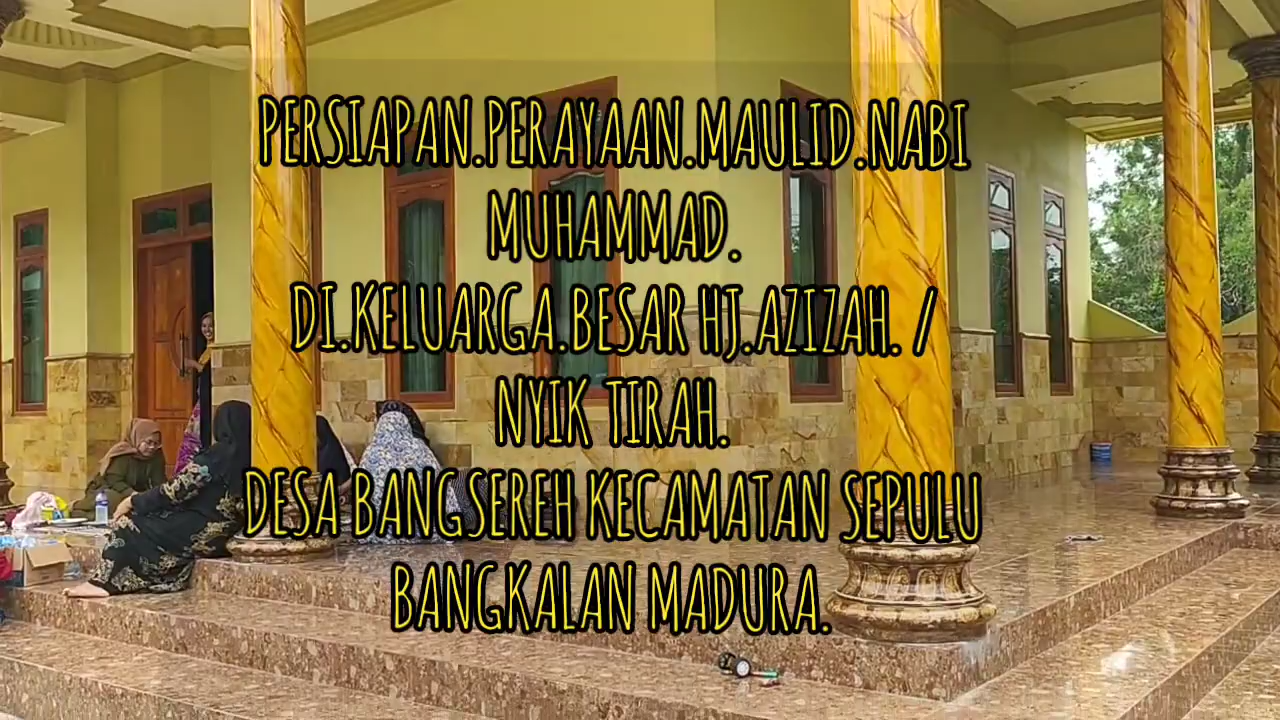 PERSIAPAN.PERAYAAN.MAULID.NABI
MUHAMMAD.
DI.KELUARGA.BESAR HJ.AZIZAH. /
NYIK TIRAH.
DESA BANGSEREH KECAMATAN SEPULU
BANGKALAN MADURA.